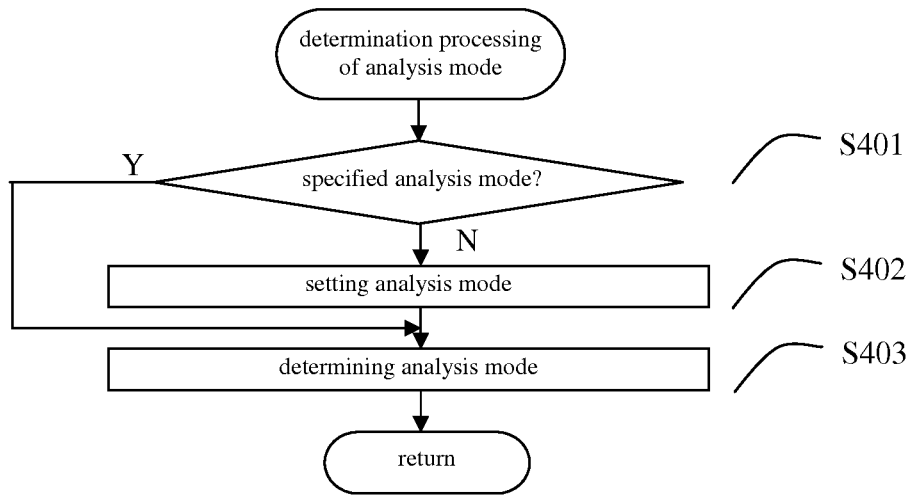 determination processing
of analysis mode
S401
Y
specified analysis mode?
N
S402
setting analysis mode
S403
determining analysis mode
return